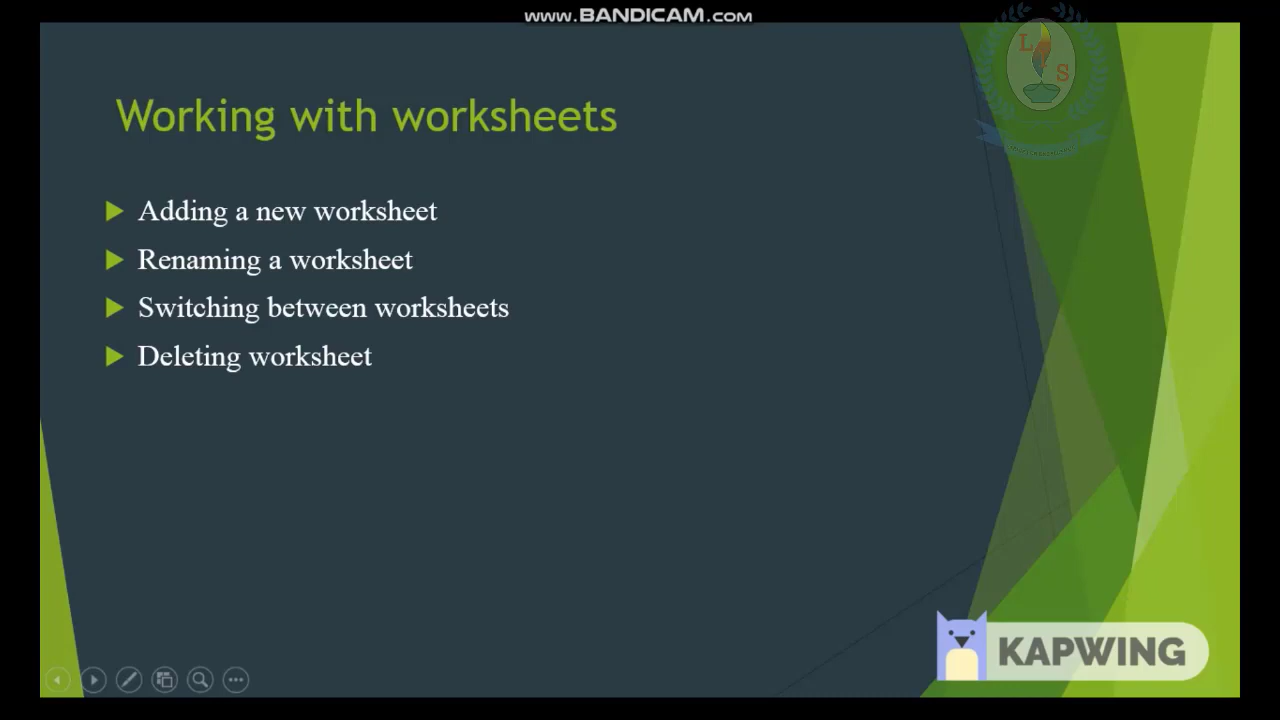 www.BANDICAM.com
L
S
Working with worksheets
Adding a new worksheet
Renaming a worksheet
Switching between worksheets
Deleting worksheet
KAPWING